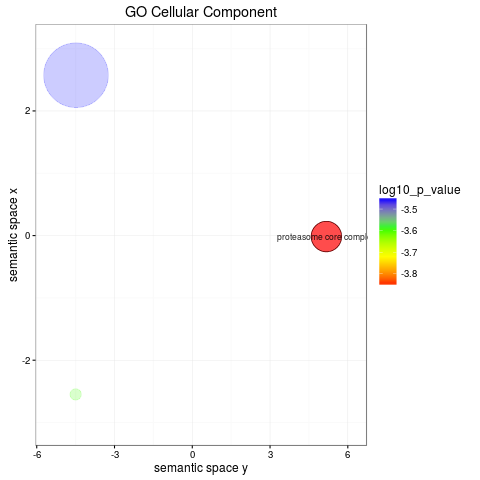 GO Cellular Component
semantic space x
2
0
-2
proteasome core compl
-6
-3
0
3
6
semantic space y
log10_p_value
-3.5
-3.6
-3.7
-3.8